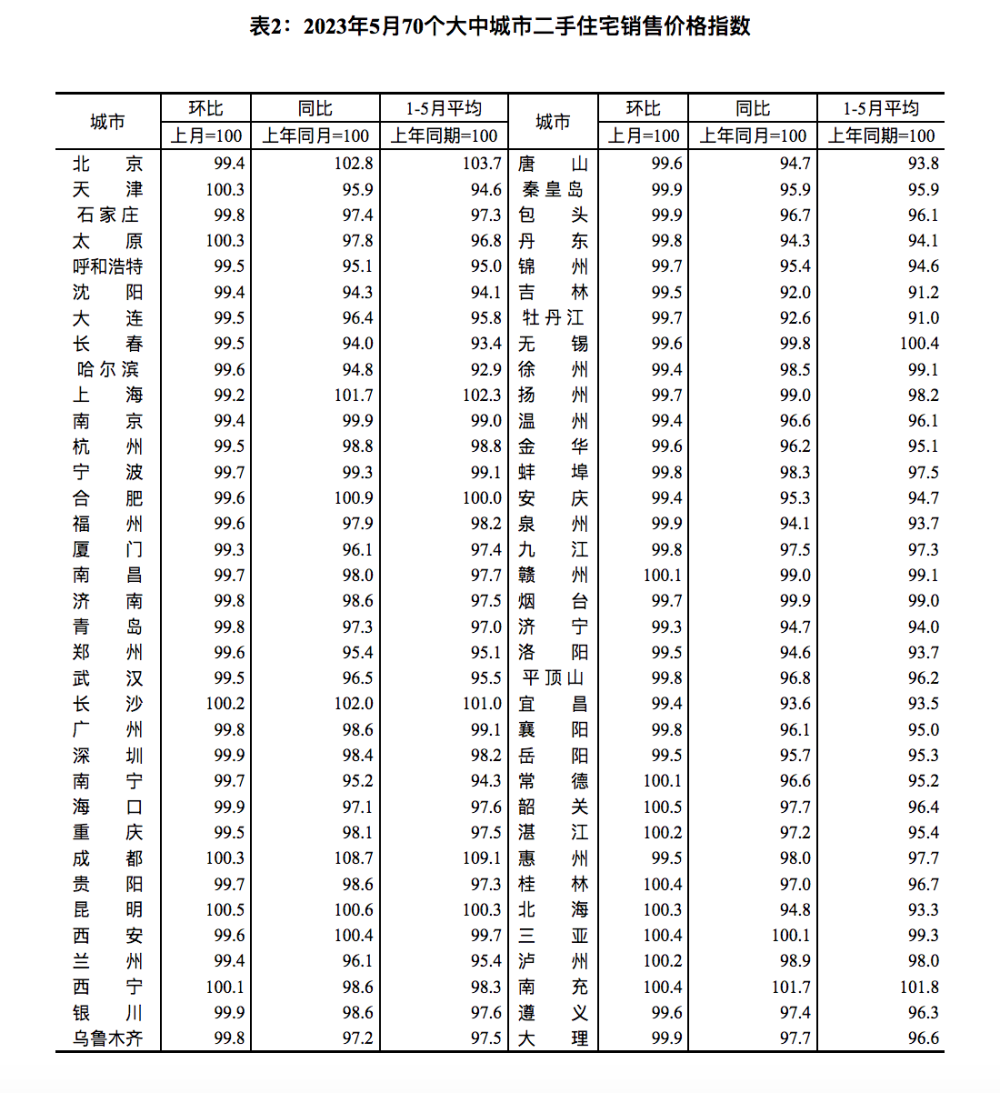 表2：2023年5月70个大中城市二手住宅销售价格指数
城市 环比 同比 1-5月平均 城市 环比 同比 1-5月平均
上月=100 上年同月=100 上年同期=100 上月=100 上年同月=100 上年同期=100
北京 99.4 102.8 103.7 唐山 99.6 94.7 93.8
天津 100.3 95.9 94.6 秦皇岛 99.9 95.9 95.9
石家庄 99.8 97.4 97.3 包头 99.9 96.7 96.1
太原 100.3 97.8 96.8 丹东 99.8 94.3 94.1
呼和浩特 99.5 95.1 95.0 锦州 99.7 95.4 94.6
沈阳 99.4 94.3 94.1 吉林 99.5 92.0 91.2
大连 99.5 96.4 95.8 牡丹江 99.7 92.6 91.0
长春 99.5 94.0 93.4 无锡 99.6 99.8 100.4
哈尔滨 99.6 94.8 92.9 徐州 99.4 98.5 99.1
上海 99.2 101.7 102.3 扬州 99.7 99.0 98.2
南京 99.4 99.9 99.0 温州 99.4 96.6 96.1
杭州 99.5 98.8 98.8 金华 99.6 96.2 95.1
宁波 99.7 99.3 99.1 蚌埠 99.8 98.3 97.5
合肥 99.6 100.9 100.0 安庆 99.4 95.3 94.7
福州 99.6 97.9 98.2 泉州 99.9 94.1 93.7
厦门 99.3 96.1 97.4 九江 99.8 97.5 97.3
南昌 99.7 98.0 97.7 赣州 100.1 99.0 99.1
济南 99.8 98.6 97.5 烟台 99.7 99.9 99.0
青岛 99.8 97.3 97.0 济宁 99.3 94.7 94.0
郑州 99.6 95.4 95.1 洛阳 99.5 94.6 93.7
武汉 99.5 96.5 95.5 平顶山 99.8 96.8 96.2
长沙 100.2 102.0 101.0 宜昌 99.4 93.6 93.5
广州 99.8 98.6 99.1 襄阳 99.8 96.1 95.0
深圳 99.9 98.4 98.2 岳阳 99.5 95.7 95.3
南宁 99.7 95.2 94.3 常德 100.1 96.6 95.2
海口 99.9 97.1 97.6 韶关 100.5 97.7 96.4
重庆 99.5 98.1 97.5 湛江 100.2 97.2 95.4
成都 100.3 108.7 109.1 惠州 99.5 98.0 97.7
贵阳 99.7 98.6 97.3 桂林 100.4 97.0 96.7
昆明 100.5 100.6 100.3 北海 100.3 94.8 93.3
西安 99.6 100.4 99.7 三亚 100.4 100.1 99.3
兰州 99.4 96.1 95.4 泸州 100.2 98.9 98.0
西宁 100.1 98.6 98.3 南充 100.4 101.7 101.8
银川 99.9 98.6 97.6 遵义 99.6 97.4 96.3
乌鲁木齐 99.8 97.2 97.5 大理 99.9 97.7 96.6